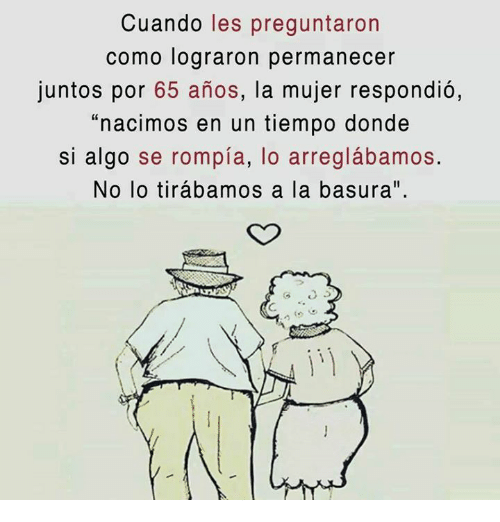 Cuando les preguntaron
como lograron permanecer
juntos por 65 años, la mujer respondió,
“nacimos en un tiempo donde
si algo se rompía, lo arreglábamos.
No lo tirábamos a la basura".